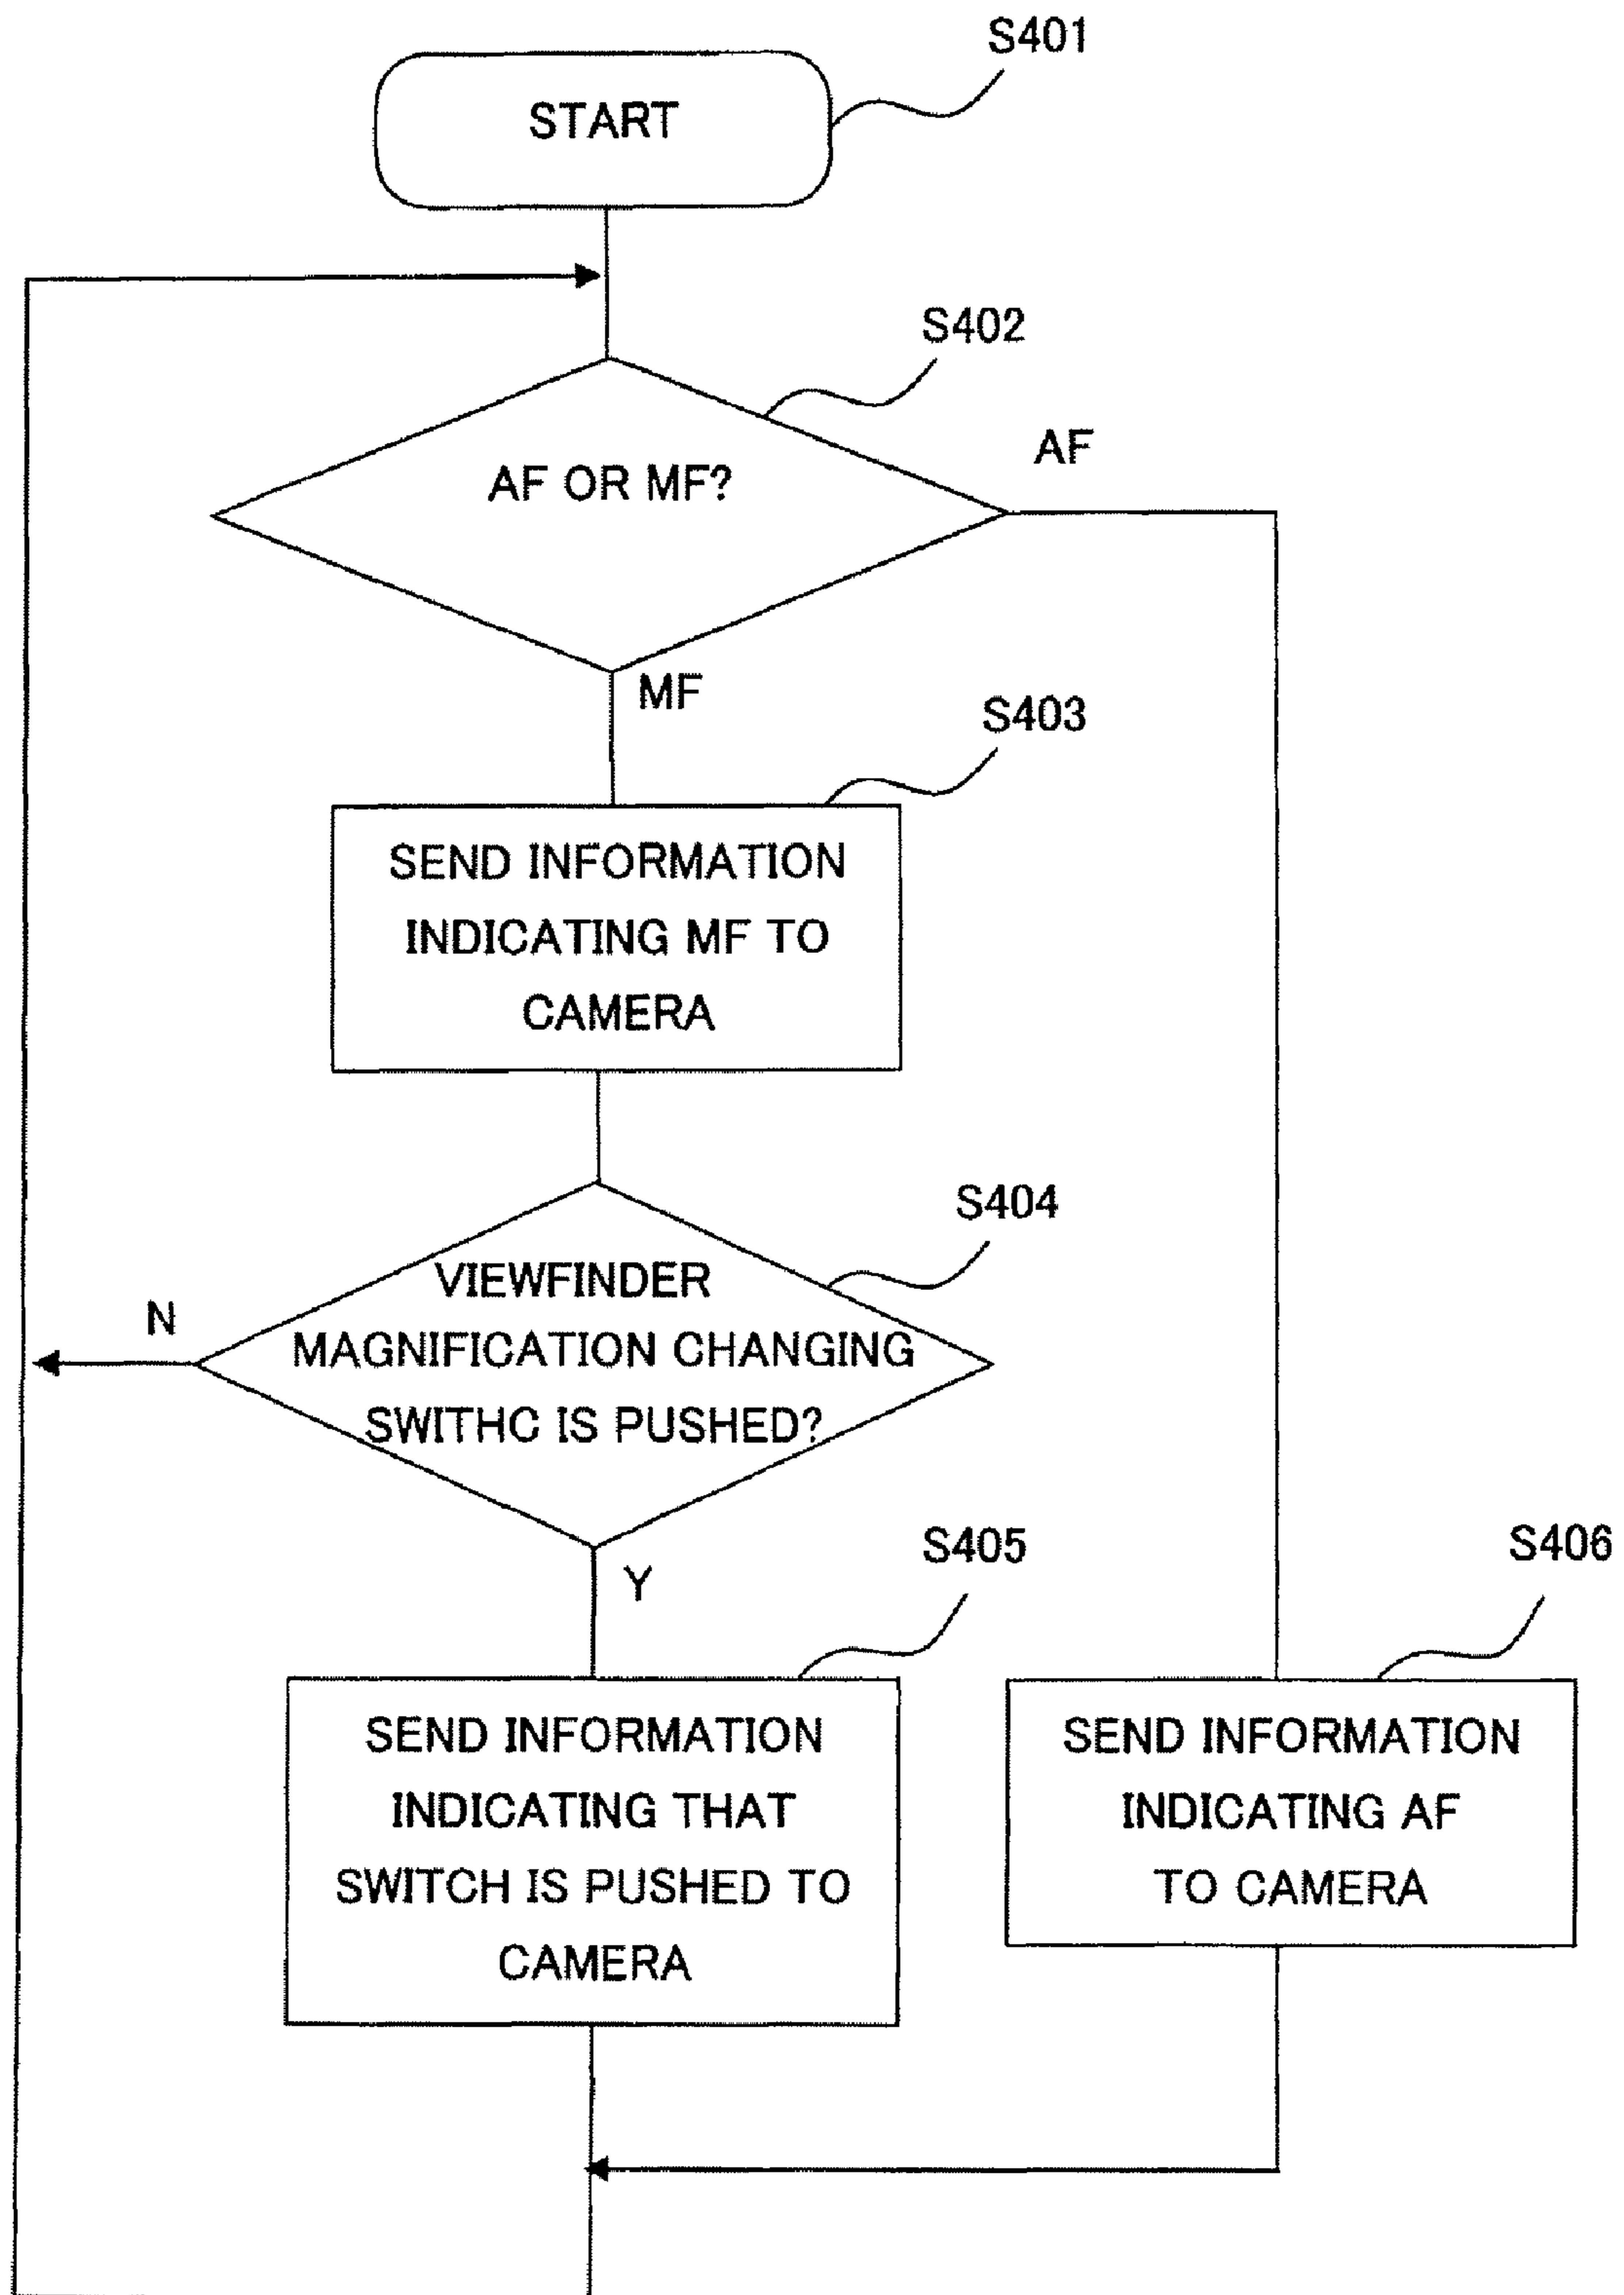 S401
START
S402
AF OR MF?
AF
MF
S403
SEND INFORMATION
INDICATING MF TO
CAMERA
S404
VIEWFINDER
MAGNIFICATION CHANGING
SWITHC IS PUSHED?
N
Y
S405
SEND INFORMATION
INDICATING THAT
SWITCH IS PUSHED TO
CAMERA
S406
SEND INFORMATION
INDICATING AF
TO CAMERA